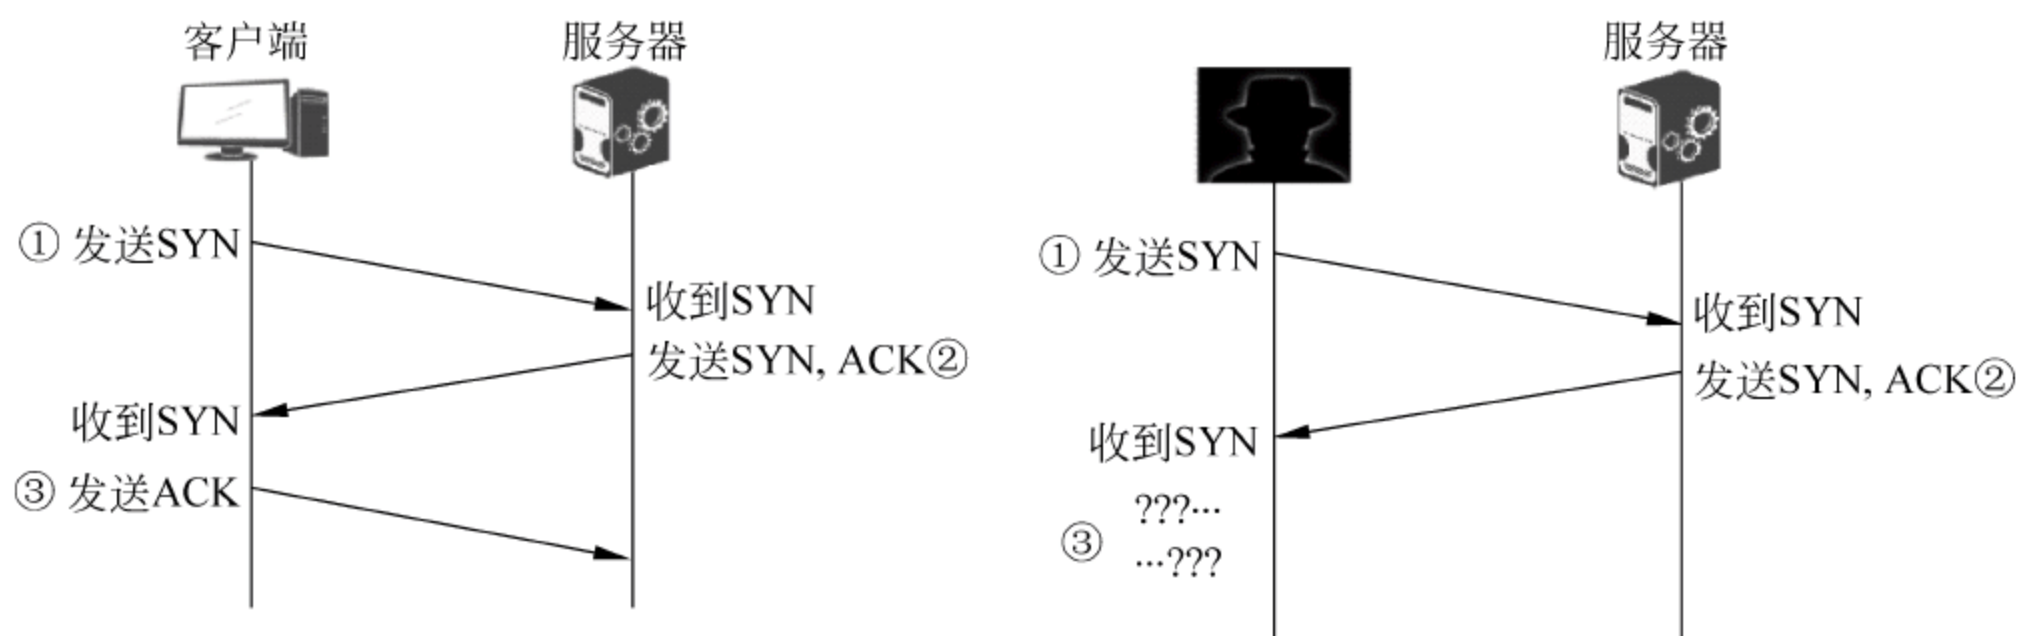 客户端
服务器
① 发送SYN
收到SYN
发送SYN, ACK②
收到SYN
③ 发送ACK
服务器
① 发送SYN
收到SYN
发送SYN, ACK②
收到SYN
???…
③
…???